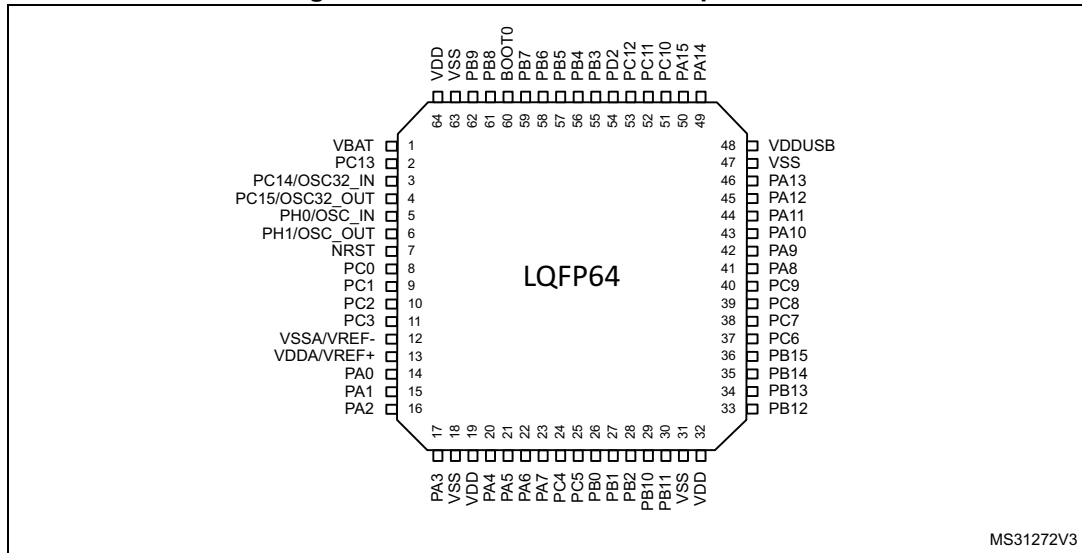 VDD
VSS
PB9
PB8
BOOT0
PB7
PB6
PB5
PB4
PB3
PD2
PC12
PC11
PC10
PA15
PA14
64
63
62
61
60
59
58
57
56
55
54
53
52
51
50
49
VBAT 1
PC13 2
PC14/OSC32_IN 3
PC15/OSC32_OUT 4
PH0/OSC_IN 5
PH1/OSC_OUT 6
NRST 7
PC0 8
PC1 9
PC2 10
PC3 11
VSSA/VREF- 12
VDDA/VREF+ 13
PA0 14
PA1 15
PA2 16
LQFP64
48 VDDUSB
47 VSS
46 PA13
45 PA12
44 PA11
43 PA10
42 PA9
41 PA8
40 PC9
39 PC8
38 PC7
37 PC6
36 PB15
35 PB14
34 PB13
33 PB12
17
18
19
20
21
22
23
24
25
26
27
28
29
30
31
32
PA3
VSS
VDD
PA4
PA5
PA6
PA7
PC4
PC5
PB0
PB1
PB2
PB10
PB11
VSS
VDD
MS31272V3